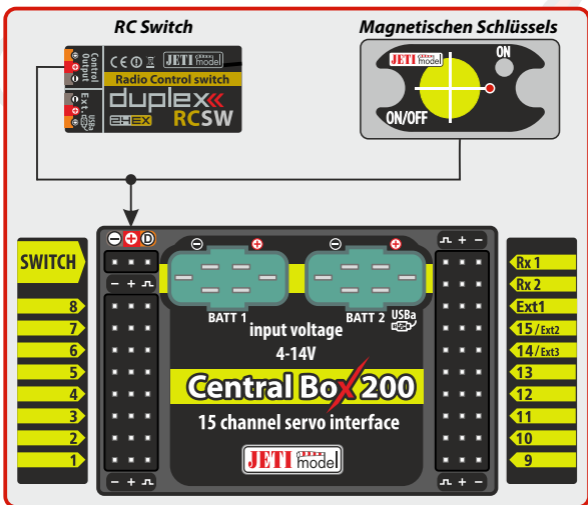 RC Switch
Magnetischen Schlüssels
Control Output
Ext. USBa
CE JETI model
Radio Control switch
duplex
2.4EX RCSW
JETI model
ON
ON/OFF
- + D
- + - +
⎍ + -
SWITCH
- + ⎍
8
7
6
5
4
3
2
1
Rx 1
Rx 2
Ext1
15/Ext2
14/Ext3
13
12
11
10
9
BATT 1
BATT 2 USBa
input voltage
4-14V
Central Box 200
15 channel servo interface
JETI model
- + ⎍
⎍ + -